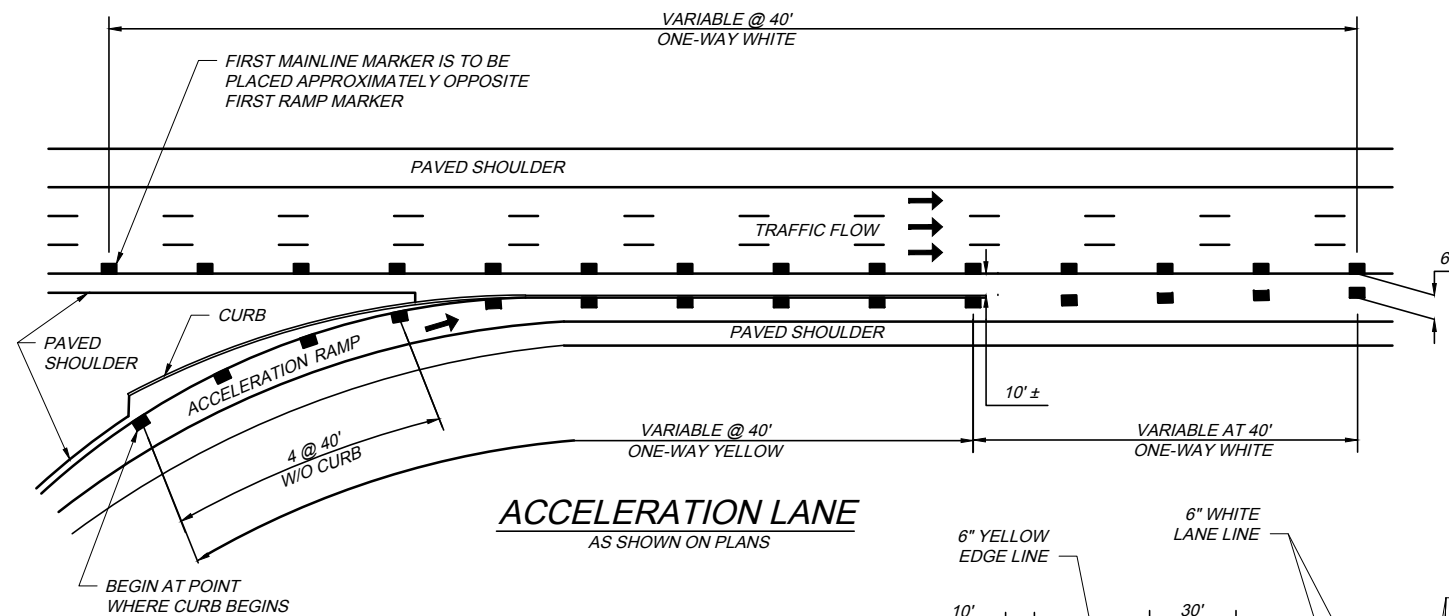 VARIABLE @ 40'
ONE-WAY WHITE
FIRST MAINLINE MARKER IS TO BE
PLACED APPROXIMATELY OPPOSITE
FIRST RAMP MARKER
PAVED SHOULDER
TRAFFIC FLOW
6
CURB
PAVED
SHOULDER
ACCELERATION RAMP
PAVED SHOULDER
10' ±
4 @ 40'
W/O CURB
VARIABLE @ 40'
ONE-WAY YELLOW
VARIABLE AT 40'
ONE-WAY WHITE
ACCELERATION LANE
AS SHOWN ON PLANS
6" YELLOW
EDGE LINE
6" WHITE
LANE LINE
BEGIN AT POINT
WHERE CURB BEGINS
10'
30'